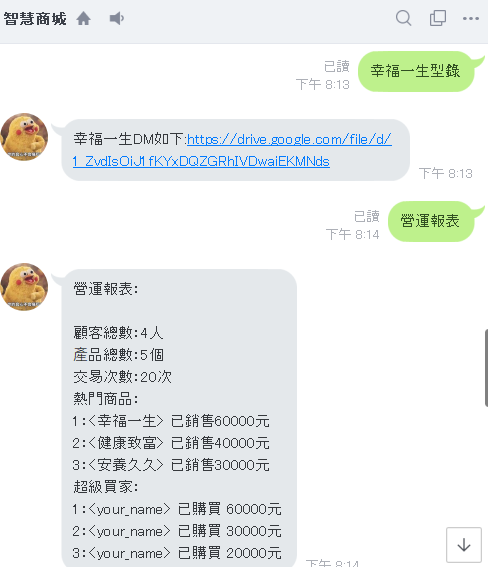 智慧商城
已讀
下午 8:13
幸福一生型錄
幸福一生DM如下:https://drive.google.com/file/d/
1_ZvdIsOiJ1fKYxDQZGRhIVDwaiEKMNds
下午 8:13
已讀
下午 8:14
營運報表
營運報表:
顧客總數:4人
產品總數:5個
交易次數:20次
熱門商品:
1:<幸福一生> 已銷售60000元
2:<健康致富> 已銷售40000元
3:<安養久久> 已銷售30000元
超級買家:
1:<your_name> 已購買 60000元
2:<your_name> 已購買 30000元
3:<your_name> 已購買 20000元
下午 8:14